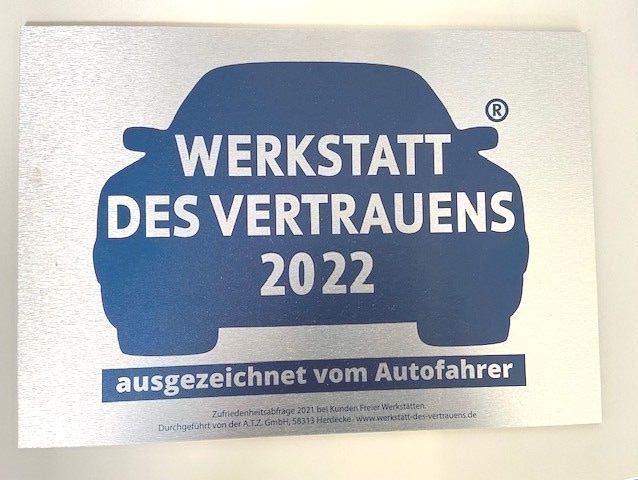 ®
WERKSTATT
DES VERTRAUENS
2022
ausgezeichnet vom Autofahrer
Zufriedenheitsabfrage 2021 bei Kunden Freier Werkstätten.
Durchgeführt von der A.T.Z. GmbH, 58313 Herdecke · www.werkstatt-des-vertrauens.de